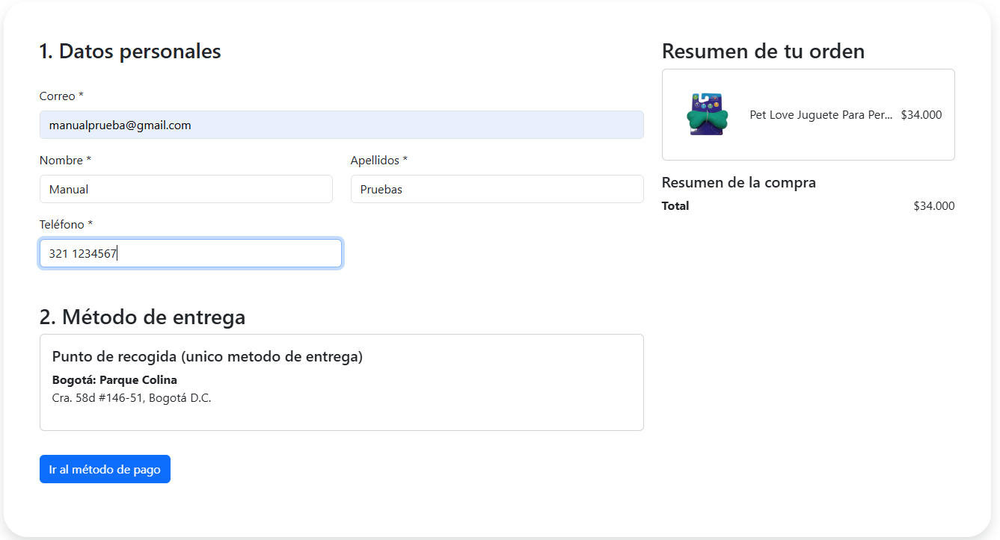 1. Datos personales
Correo *
manualprueba@gmail.com
Nombre *
Apellidos *
Manual
Pruebas
Teléfono *
321 1234567
2. Método de entrega
Punto de recogida (unico metodo de entrega)
Bogotá: Parque Colina
Cra. 58d #146-51, Bogotá D.C.
Ir al método de pago
Resumen de tu orden
Pet Love Juguete Para Per... $34.000
Resumen de la compra
Total $34.000